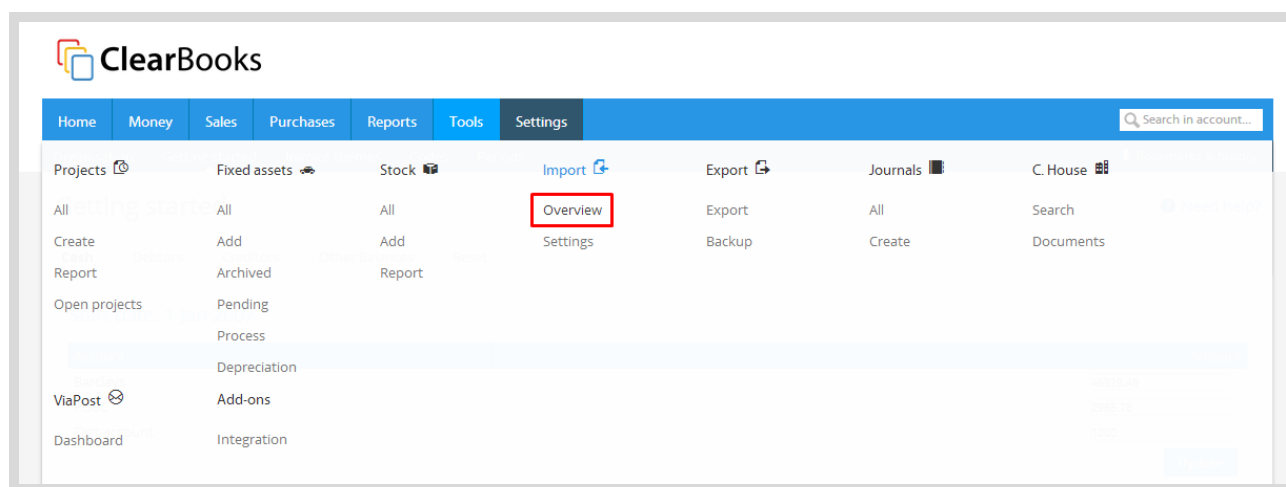 ClearBooks
Home Money Sales Purchases Reports Tools Settings Search in account...
Projects Fixed assets Stock Import Export Journals C. House
All All All Overview Export All Search
Create Add Add Settings Backup Create Documents
Report Archived Report
Open projects Pending
Process
Depreciation
ViaPost Add-ons
Dashboard Integration